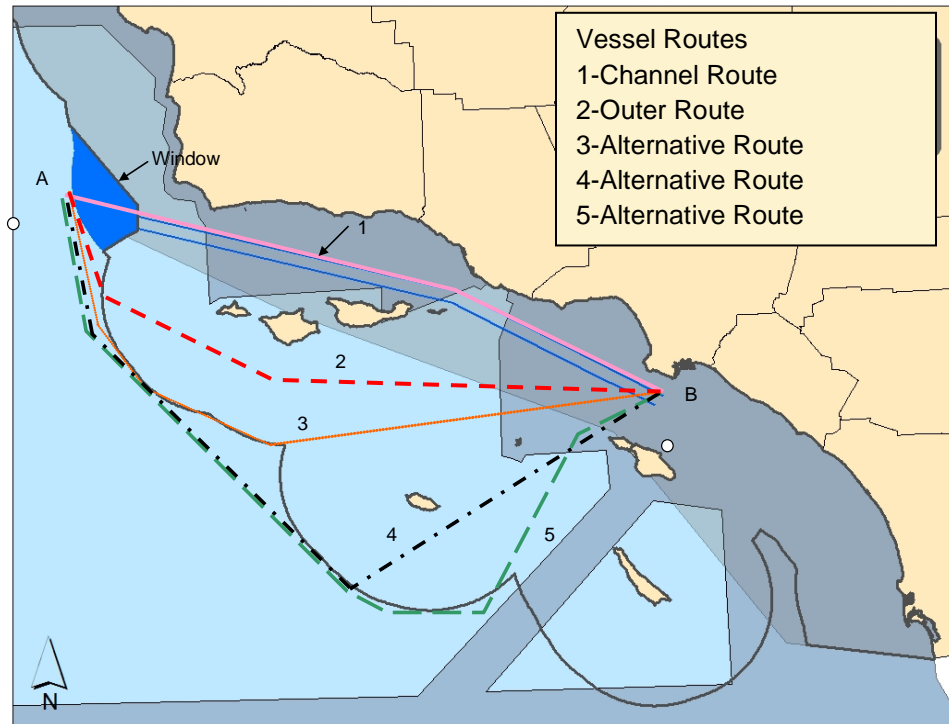 Vessel Routes
1-Channel Route
2-Outer Route
3-Alternative Route
4-Alternative Route
5-Alternative Route
Window
A
1
2
B
3
4
5
N